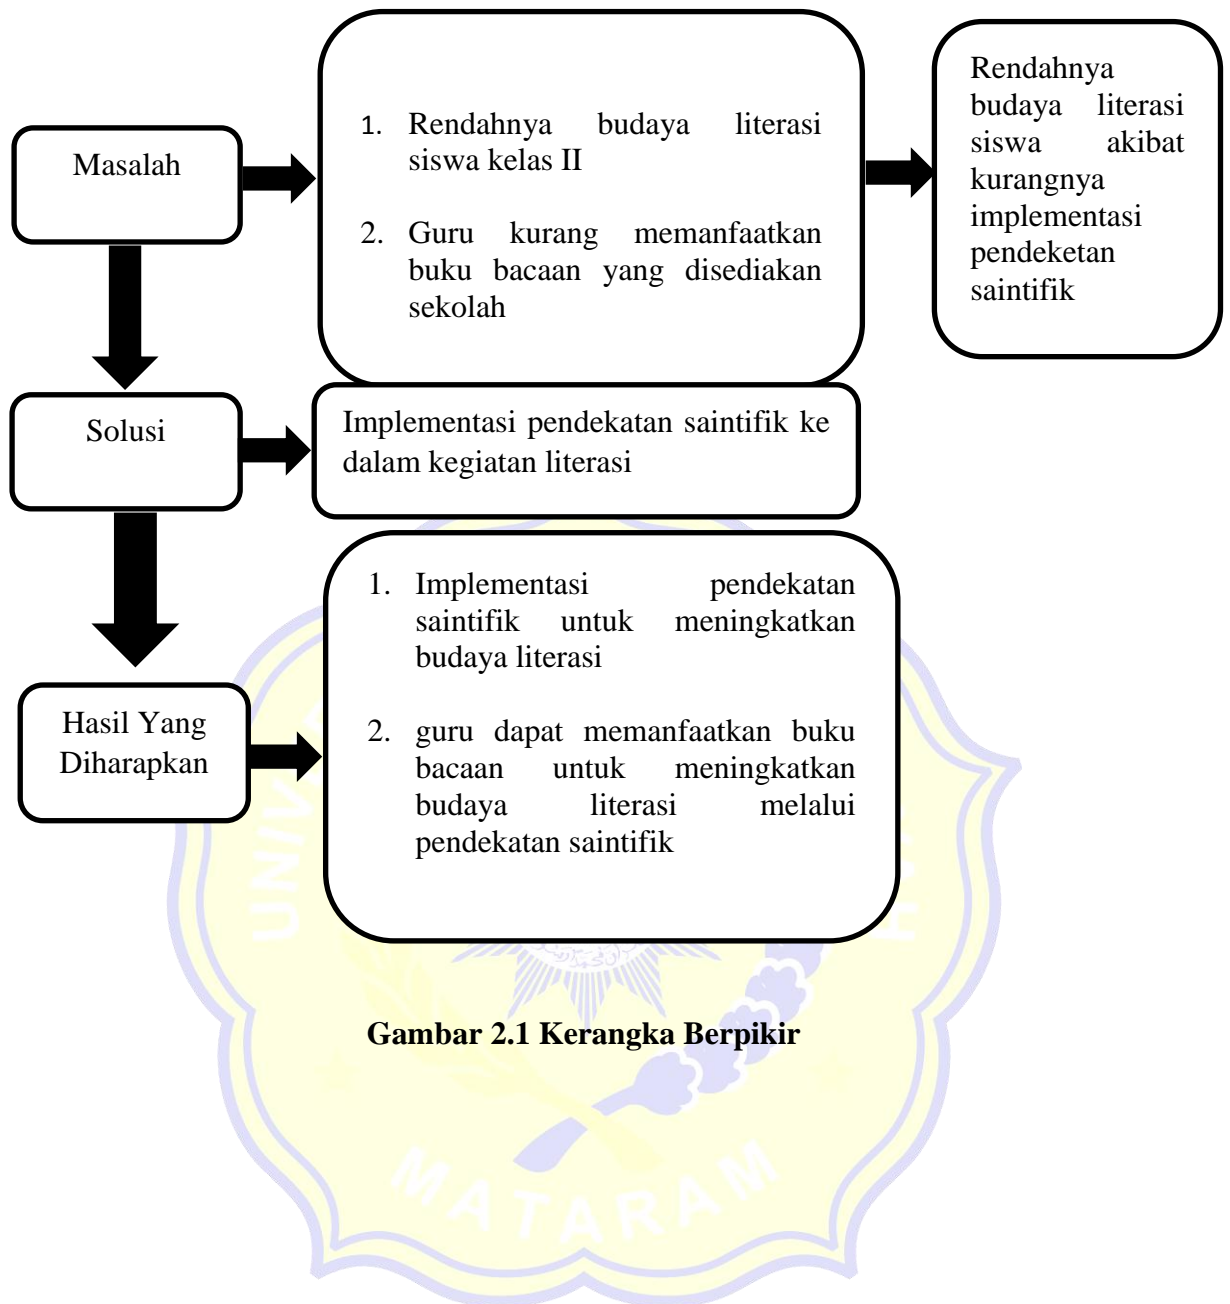 Masalah
1. Rendahnya budaya literasi
siswa kelas II
2. Guru kurang memanfaatkan
buku bacaan yang disediakan
sekolah
Rendahnya
budaya literasi
siswa akibat
kurangnya
implementasi
pendeketan
saintifik
Solusi
Implementasi pendekatan saintifik ke
dalam kegiatan literasi
Hasil Yang
Diharapkan
1. Implementasi pendekatan
saintifik untuk meningkatkan
budaya literasi
2. guru dapat memanfaatkan buku
bacaan untuk meningkatkan
budaya literasi melalui
pendekatan saintifik
Gambar 2.1 Kerangka Berpikir
MATARAM